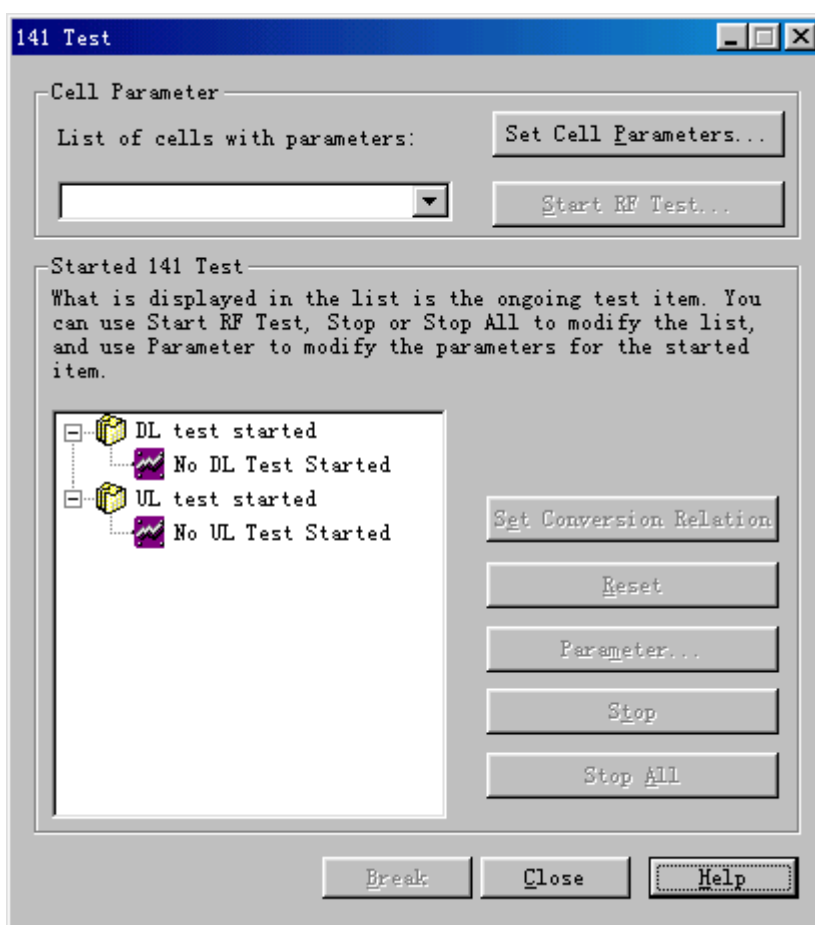 141 Test
Cell Parameter
List of cells with parameters:
Set Cell Parameters...
Start RF Test...
Started 141 Test
What is displayed in the list is the ongoing test item. You
can use Start RF Test, Stop or Stop All to modify the list,
and use Parameter to modify the parameters for the started
item.
DL test started
No DL Test Started
UL test started
No UL Test Started
Set Conversion Relation
Reset
Parameter...
Stop
Stop All
Break
Close
Help